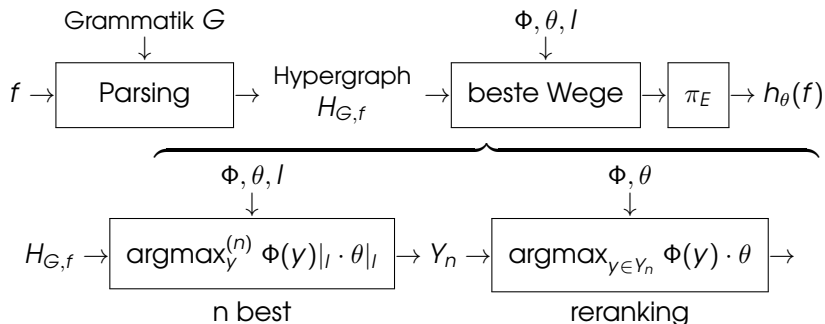 Grammatik G
Φ, θ, l
f → Parsing → Hypergraph H_{G,f} → beste Wege → π_E → h_θ(f)
Φ, θ, l
Φ, θ
H_{G,f} → argmax_y^{(n)} Φ(y)|_l · θ|_l → Y_n → argmax_{y∈Y_n} Φ(y) · θ →
n best
reranking